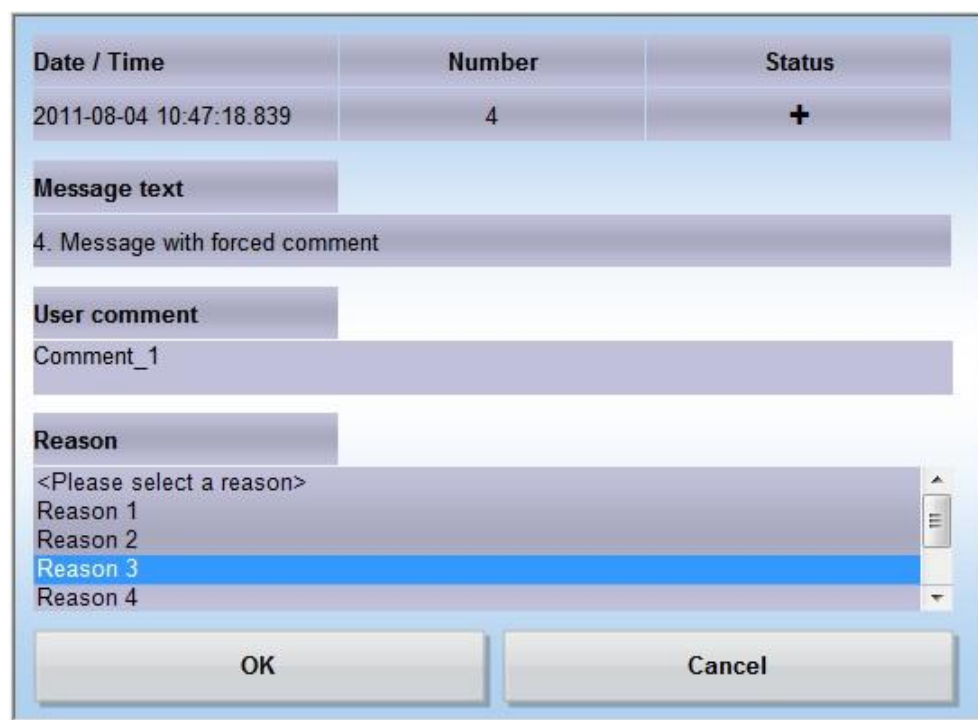 Date / Time Number Status
2011-08-04 10:47:18.839 4 +
Message text
4. Message with forced comment
User comment
Comment_1
Reason
<Please select a reason>
Reason 1
Reason 2
Reason 3
Reason 4
OK Cancel